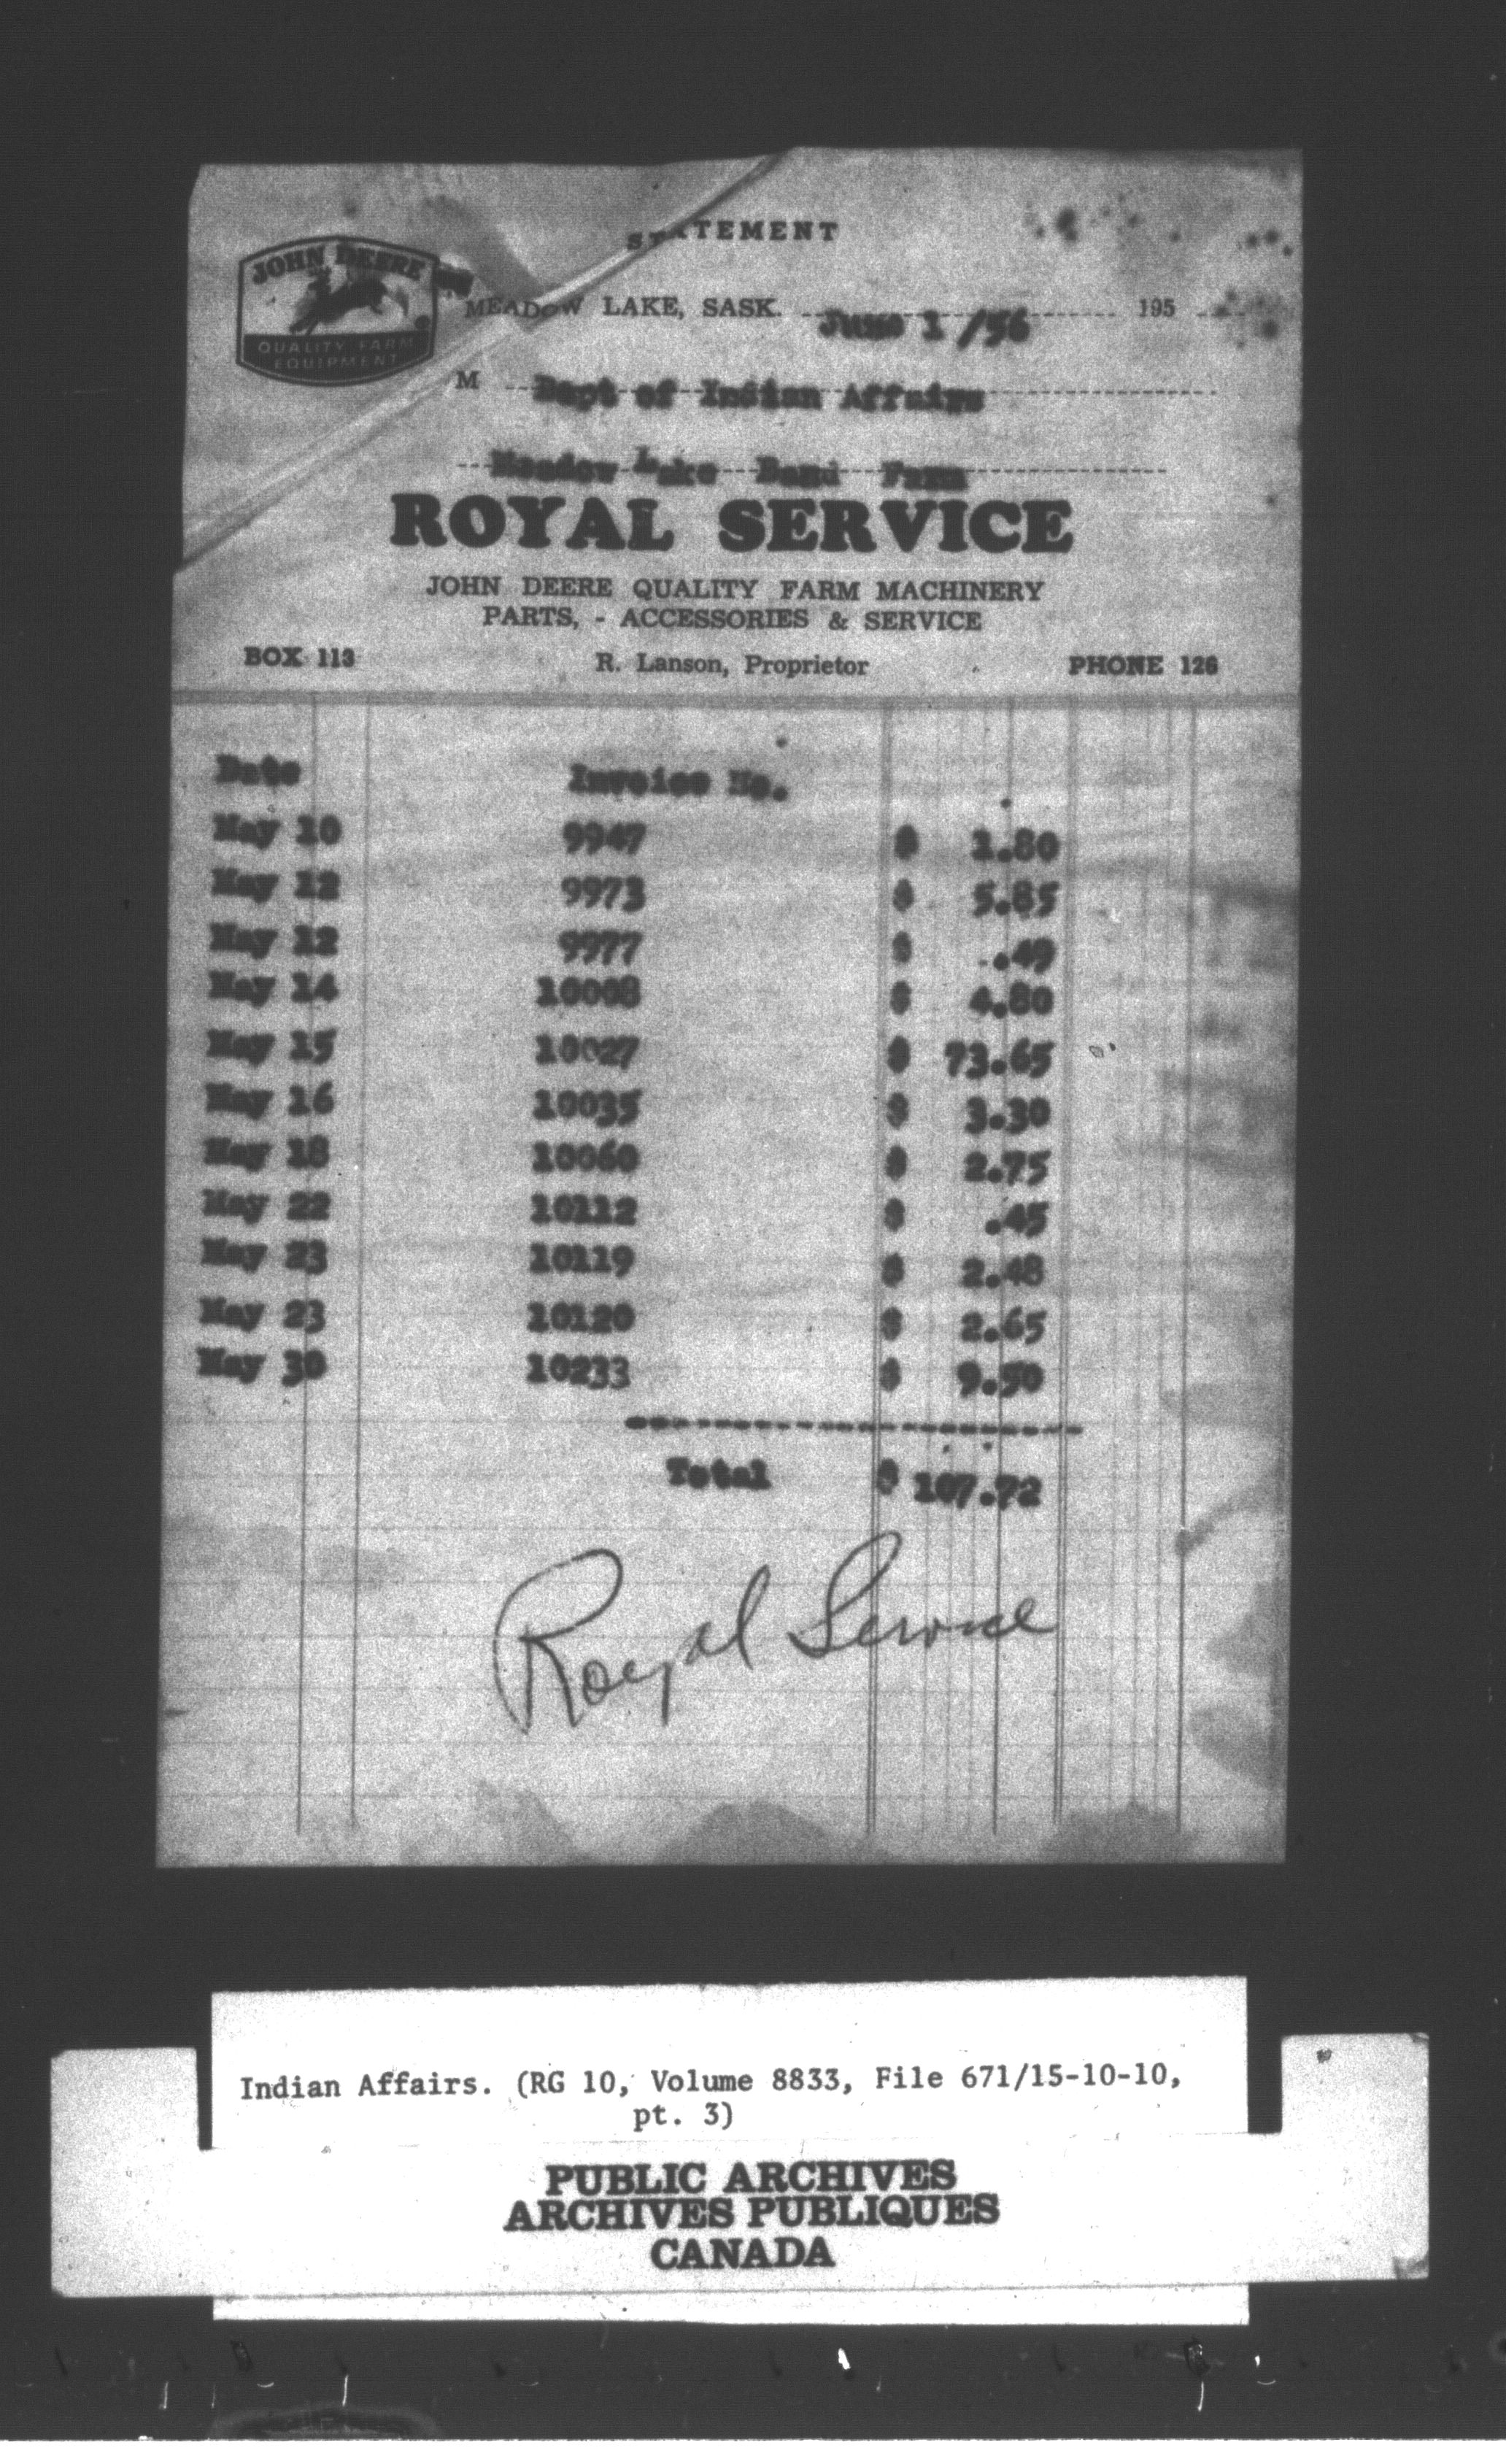 STATEMENT
JOHN DEERE
QUALITY FARM
EQUIPMENT
MEADOW LAKE, SASK. June 1 /56 195
M Dept of Indian Affairs
Meadow Lake Band Farm
ROYAL SERVICE
JOHN DEERE QUALITY FARM MACHINERY
PARTS, - ACCESSORIES & SERVICE
BOX 113 R. Lanson, Proprietor PHONE 126
Date Invoice No.
May 10 9947 $ 1.80
May 12 9973 $ 5.85
May 12 9977 $ .49
May 14 10008 $ 4.80
May 15 10027 $ 73.65
May 16 10035 $ 3.30
May 18 10060 $ 2.75
May 22 10112 $ .45
May 23 10119 $ 2.48
May 23 10120 $ 2.65
May 30 10233 $ 9.50
Total $ 107.72
Royal Service
Indian Affairs. (RG 10, Volume 8833, File 671/15-10-10,
pt. 3)
PUBLIC ARCHIVES
ARCHIVES PUBLIQUES
CANADA